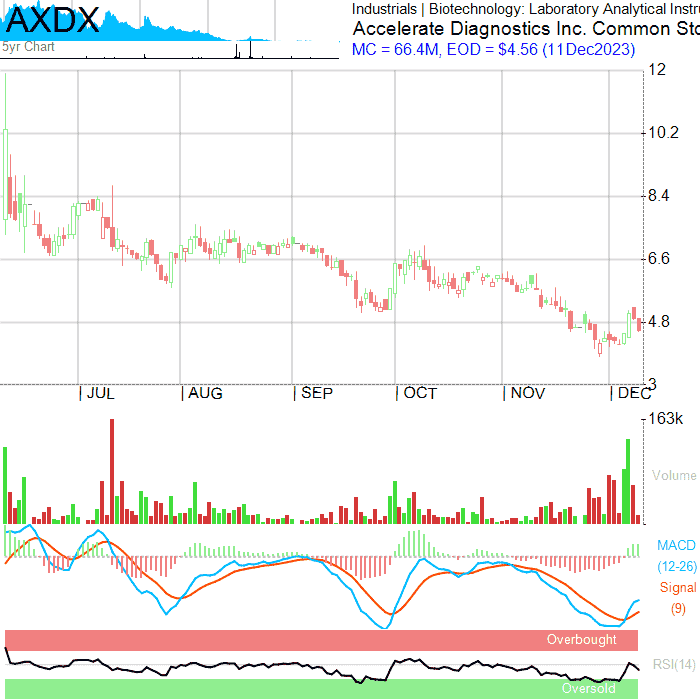 AXDX
5yr Chart
Industrials | Biotechnology: Laboratory Analytical Instru
Accelerate Diagnostics Inc. Common Sto
MC = 66.4M, EOD = $4.56 (11Dec2023)
12
10.2
8.4
6.6
4.8
3
JUL AUG SEP OCT NOV DEC
163k
Volume
MACD
(12-26)
Signal
(9)
Overbought
RSI(14)
Oversold